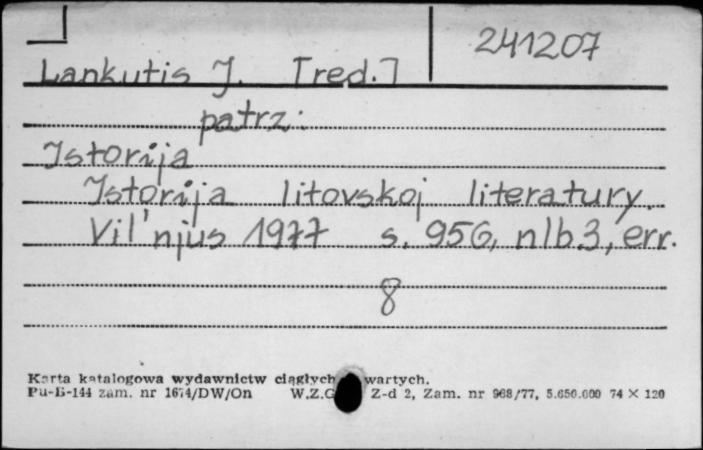 241207
Lankutis J. [red.]
patrz:
Istorija
Istorija litovskoj literatury.
Vil'njus 1977 s. 956, nlb.3, err.
8
Karta katalogowa wydawnictw ciągłych wartych.
Pu-B-144 zam. nr 1674/DW/On W.Z.G Z-d 2, Zam. nr 968/77, 5.650.000 74 × 120